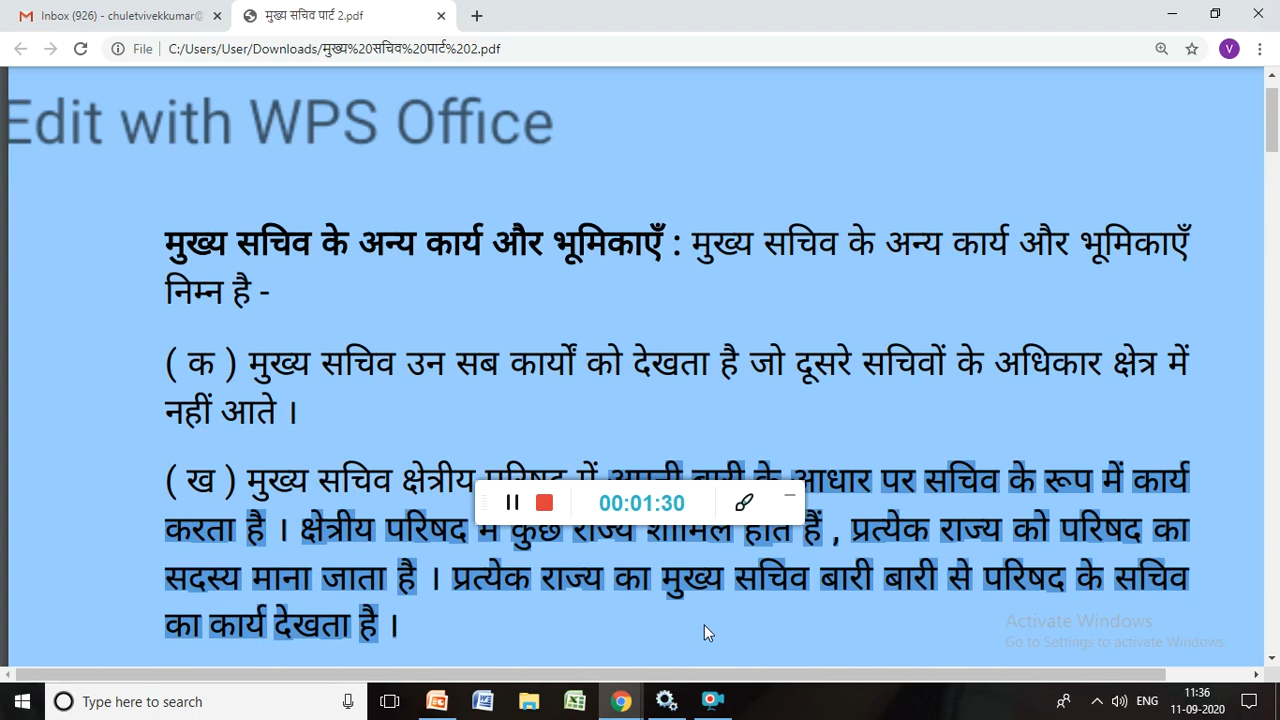 Inbox (926) - chuletvivekkumar@
मुख्य सचिव पार्ट 2.pdf
File
C:/Users/User/Downloads/मुख्य%20सचिव%20पार्ट%202.pdf
V
Edit with WPS Office
मुख्य सचिव के अन्य कार्य और भूमिकाएँ : मुख्य सचिव के अन्य कार्य और भूमिकाएँ
निम्न है -
( क ) मुख्य सचिव उन सब कार्यों को देखता है जो दूसरे सचिवों के अधिकार क्षेत्र में
नहीं आते ।
( ख ) मुख्य सचिव क्षेत्रीय परिषद में अपनी बारी के आधार पर सचिव के रूप में कार्य
00:01:30
करता है । क्षेत्रीय परिषद में कुछ राज्य शामिल होते हैं , प्रत्येक राज्य को परिषद का
सदस्य माना जाता है । प्रत्येक राज्य का मुख्य सचिव बारी बारी से परिषद के सचिव
का कार्य देखता है ।
Activate Windows
Go to Settings to activate Windows.
Type here to search
ENG
11:36
11-09-2020